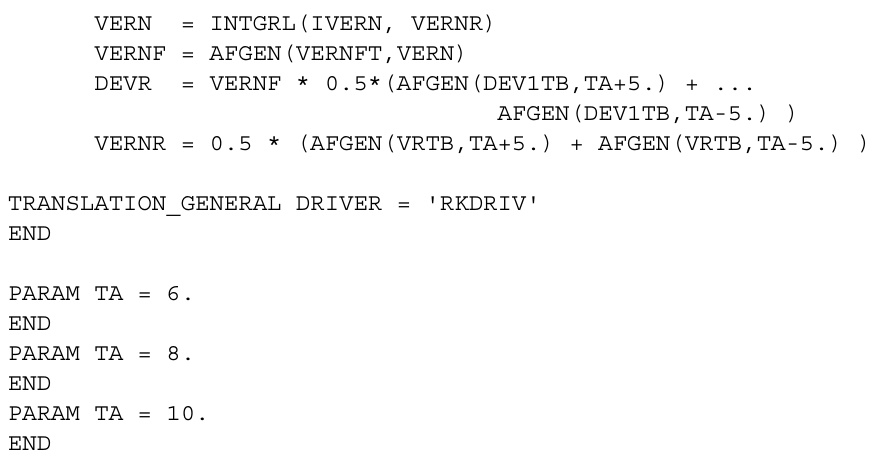 VERN  = INTGRL(IVERN, VERNR)
VERNF = AFGEN(VERNFT,VERN)
DEVR  = VERNF * 0.5*(AFGEN(DEV1TB,TA+5.) + ...
AFGEN(DEV1TB,TA-5.) )
VERNR = 0.5 * (AFGEN(VRTB,TA+5.) + AFGEN(VRTB,TA-5.) )
TRANSLATION_GENERAL DRIVER = 'RKDRIV'
END
PARAM TA = 6.
END
PARAM TA = 8.
END
PARAM TA = 10.
END